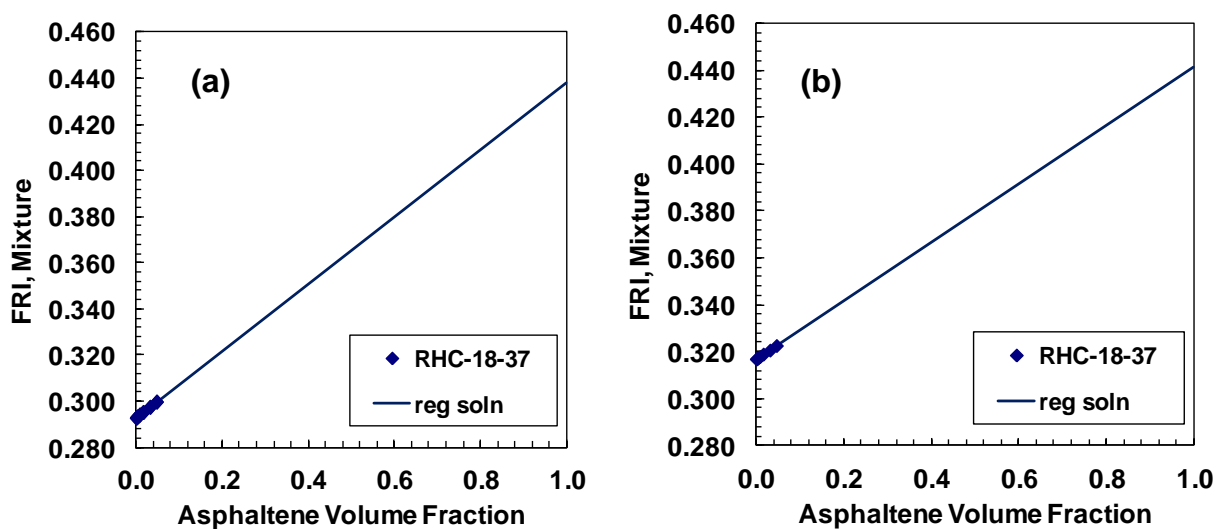 (a)
FRI, Mixture
0.460
0.440
0.420
0.400
0.380
0.360
0.340
0.320
0.300
0.280
0.0 0.2 0.4 0.6 0.8 1.0
Asphaltene Volume Fraction
RHC-18-37
reg soln
(b)
FRI, Mixture
0.460
0.440
0.420
0.400
0.380
0.360
0.340
0.320
0.300
0.280
0.0 0.2 0.4 0.6 0.8 1.0
Asphaltene Volume Fraction
RHC-18-37
reg soln